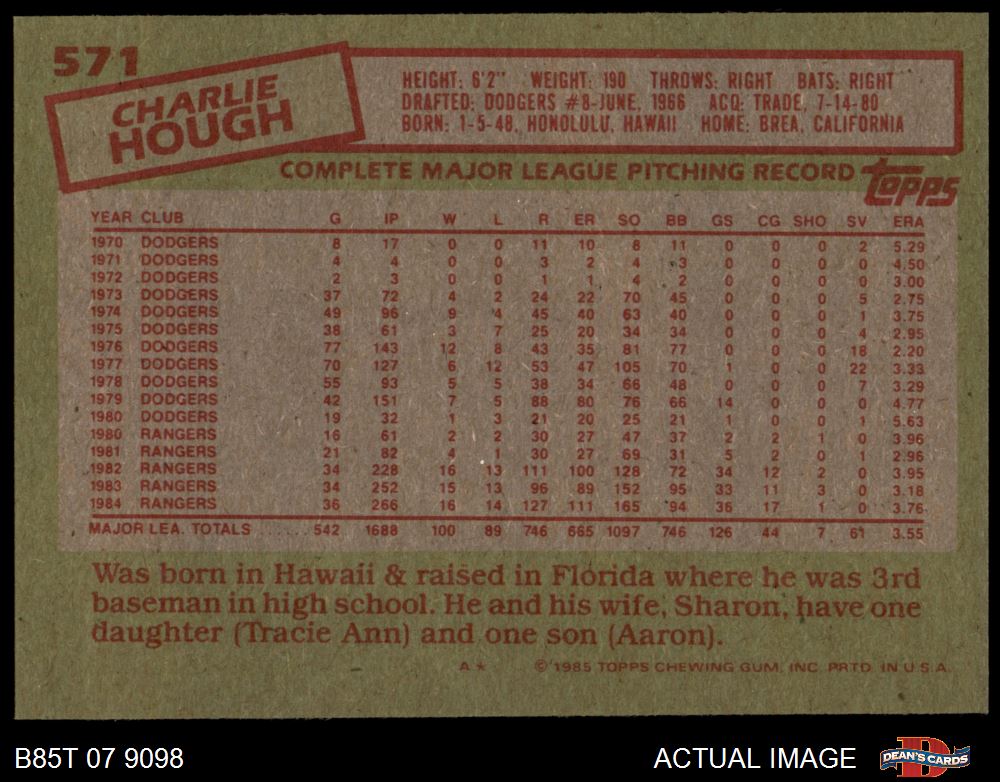 571
CHARLIE
HOUGH
HEIGHT: 6'2" WEIGHT: 190 THROWS: RIGHT BATS: RIGHT
DRAFTED: DODGERS #8-JUNE, 1966 ACQ: TRADE, 7-14-80
BORN: 1-5-48, HONOLULU, HAWAII HOME: BREA, CALIFORNIA
COMPLETE MAJOR LEAGUE PITCHING RECORD
topps
YEAR CLUB G IP W L R ER SO BB GS CG SHO SV ERA
1970 DODGERS 8 17 0 0 11 10 8 11 0 0 0 2 5.29
1971 DODGERS 4 4 0 0 3 2 4 3 0 0 0 0 4.50
1972 DODGERS 2 3 0 0 1 1 4 2 0 0 0 0 3.00
1973 DODGERS 37 72 4 2 24 22 70 45 0 0 0 5 2.75
1974 DODGERS 49 96 9 4 45 40 63 40 0 0 0 1 3.75
1975 DODGERS 38 61 3 7 25 20 34 34 0 0 0 4 2.95
1976 DODGERS 77 143 12 8 43 35 81 77 0 0 0 18 2.20
1977 DODGERS 70 127 6 12 53 47 105 70 1 0 0 22 3.33
1978 DODGERS 55 93 5 5 38 34 66 48 0 0 0 7 3.29
1979 DODGERS 42 151 7 5 88 80 76 66 14 0 0 0 4.77
1980 DODGERS 19 32 1 3 21 20 25 21 1 0 0 1 5.63
1980 RANGERS 16 61 2 2 30 27 47 37 2 2 1 0 3.96
1981 RANGERS 21 82 4 1 30 27 69 31 5 2 0 1 2.96
1982 RANGERS 34 228 16 13 111 100 128 72 34 12 2 0 3.95
1983 RANGERS 34 252 15 13 96 89 152 95 33 11 3 0 3.18
1984 RANGERS 36 266 16 14 127 111 165 94 36 17 1 0 3.76
MAJOR LEA. TOTALS ..... 542 1688 100 89 746 665 1097 746 126 44 7 61 3.55
Was born in Hawaii & raised in Florida where he was 3rd
baseman in high school. He and his wife, Sharon, have one
daughter (Tracie Ann) and one son (Aaron).
A * © 1985 TOPPS CHEWING GUM, INC. PRTD. IN U.S.A.
B85T 07 9098 ACTUAL IMAGE D DEAN'S CARDS